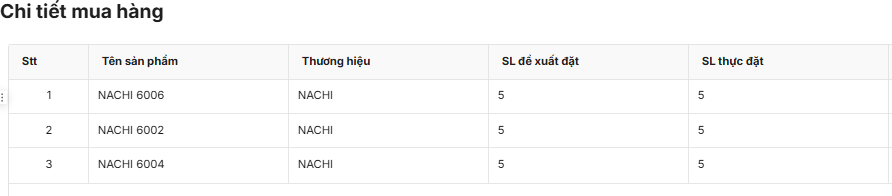 Chi tiết mua hàng
Stt Tên sản phẩm Thương hiệu SL đề xuất đặt SL thực đặt
1 NACHI 6006 NACHI 5 5
2 NACHI 6002 NACHI 5 5
3 NACHI 6004 NACHI 5 5